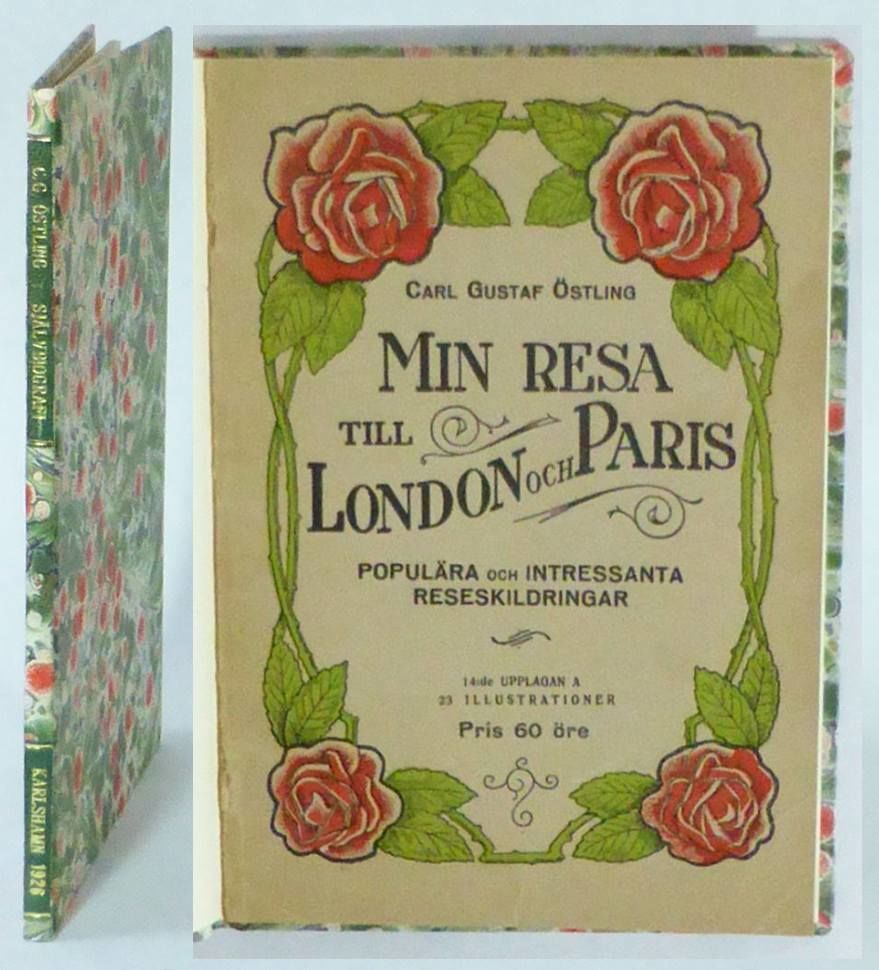 C.G. ÖSTLING SJÄLVBIOGRAFI
KARLSHAMN 1926
CARL GUSTAF ÖSTLING
MIN RESA
TILL
LONDON OCH PARIS
POPULÄRA OCH INTRESSANTA
RESESKILDRINGAR
14:de UPPLAGAN A
23 ILLUSTRATIONER
Pris 60 öre